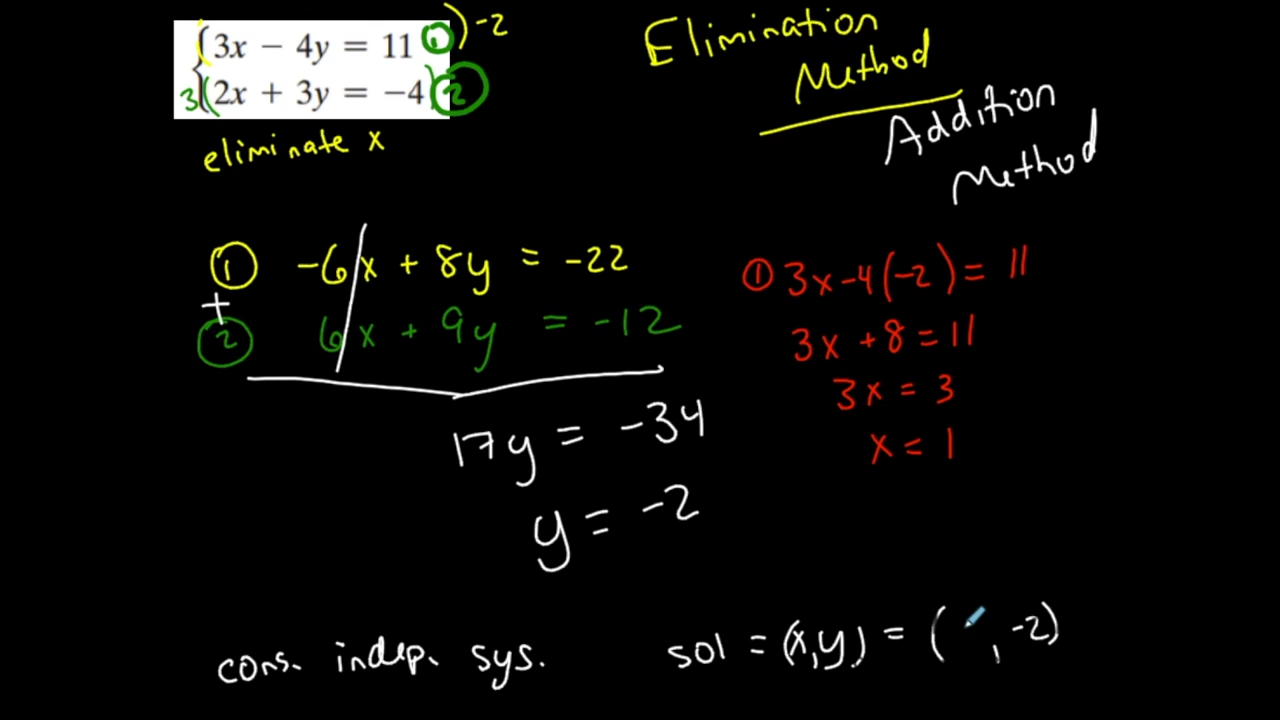 3x − 4y = 11 ① ) -2
3 ( 2x + 3y = −4 ) ②
eliminate x
Elimination
Method
Addition
Method
① -6x + 8y = -22
+
② 6x + 9y = -12
17y = -34
y = -2
① 3x - 4(-2) = 11
3x + 8 = 11
3x = 3
x = 1
cons. indep. sys.
sol = (x,y) = ( , -2)